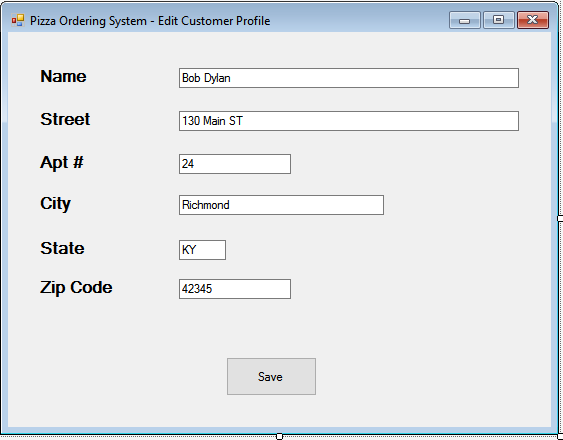 Pizza Ordering System - Edit Customer Profile
Name Bob Dylan
Street 130 Main ST
Apt # 24
City Richmond
State KY
Zip Code 42345
Save